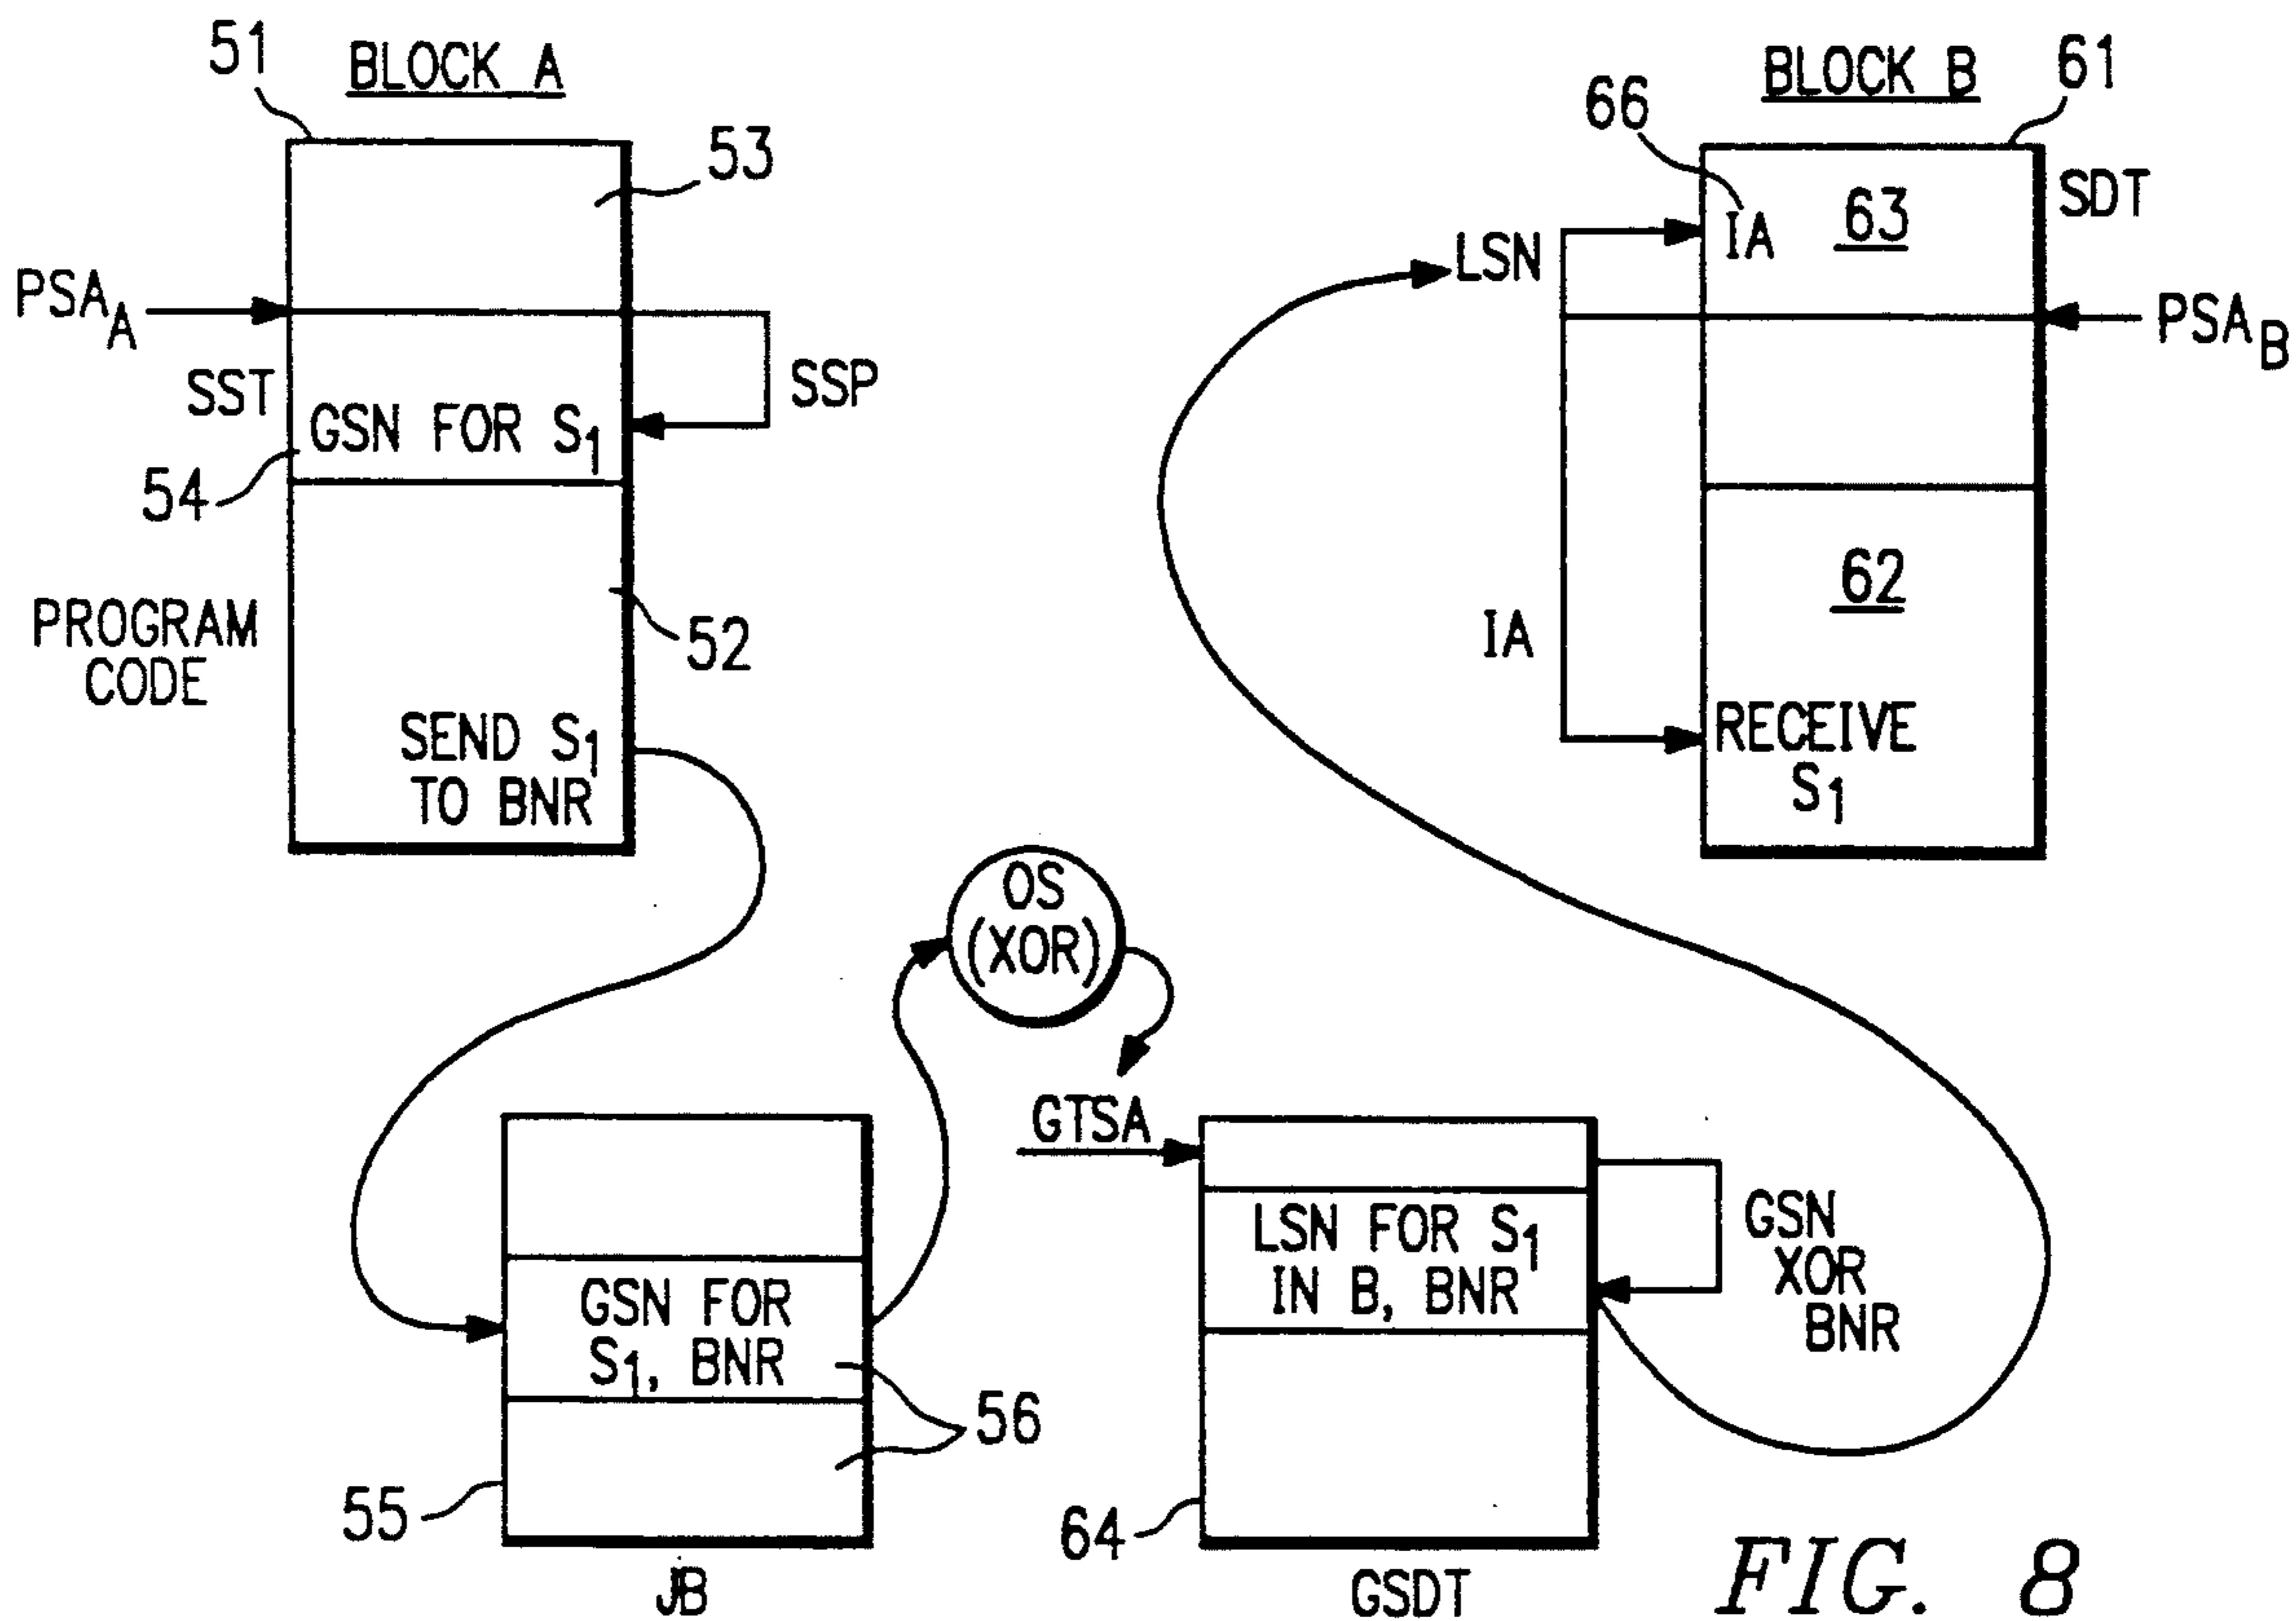 51
BLOCK A
53
PSA_A
SST
SSP
GSN FOR S₁
54
PROGRAM
CODE
52
SEND S₁
TO BNR
BLOCK B
61
66
IA
63
SDT
LSN
PSA_B
IA
62
RECEIVE
S₁
OS
(XOR)
GTSA
GSN FOR
S₁, BNR
56
55
JB
LSN FOR S₁
IN B, BNR
GSN
XOR
BNR
64
GSDT
FIG. 8